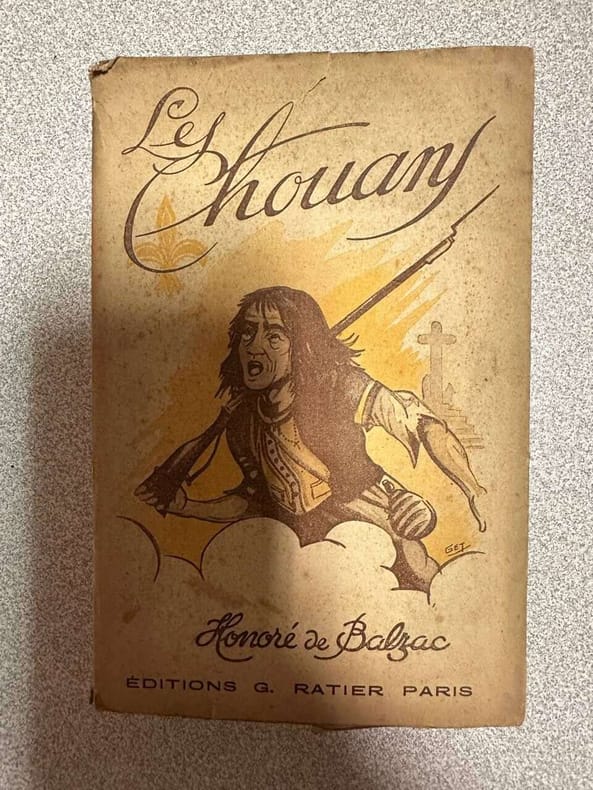 Les
Chouans
GET
Honoré de Balzac
ÉDITIONS G. RATIER PARIS